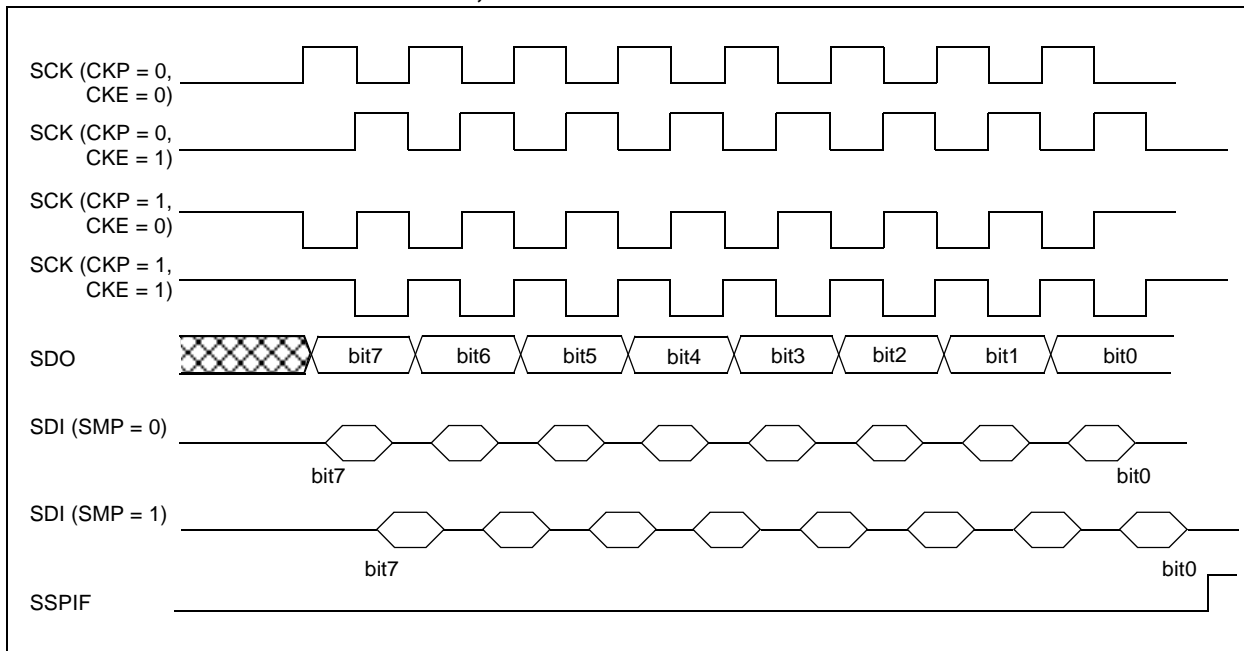 SCK (CKP = 0,
CKE = 0)
SCK (CKP = 0,
CKE = 1)
SCK (CKP = 1,
CKE = 0)
SCK (CKP = 1,
CKE = 1)
SDO bit7 bit6 bit5 bit4 bit3 bit2 bit1 bit0
SDI (SMP = 0)
bit7 bit0
SDI (SMP = 1)
bit7 bit0
SSPIF